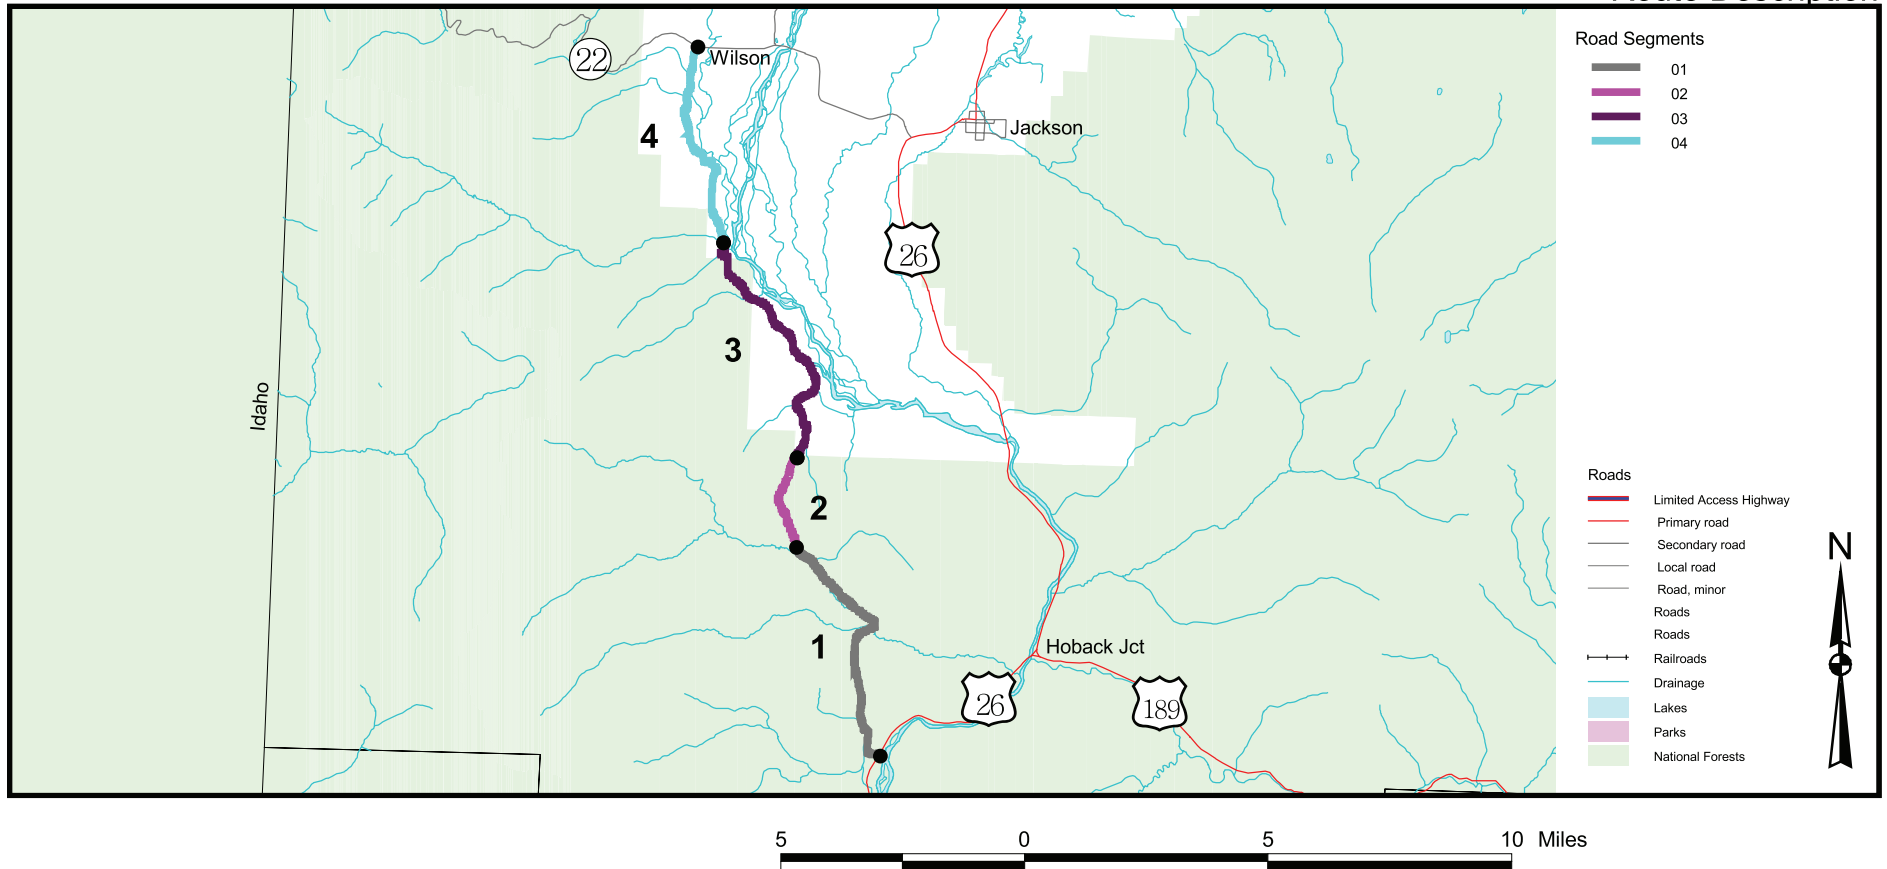 Route Description
Road Segments
01
02
03
04
22
Wilson
4
Jackson
26
3
Idaho
2
1
Hoback Jct
26
189
Roads
Limited Access Highway
Primary road
Secondary road
Local road
Road, minor
Roads
Roads
Railroads
Drainage
Lakes
Parks
National Forests
N
5 0 5 10 Miles